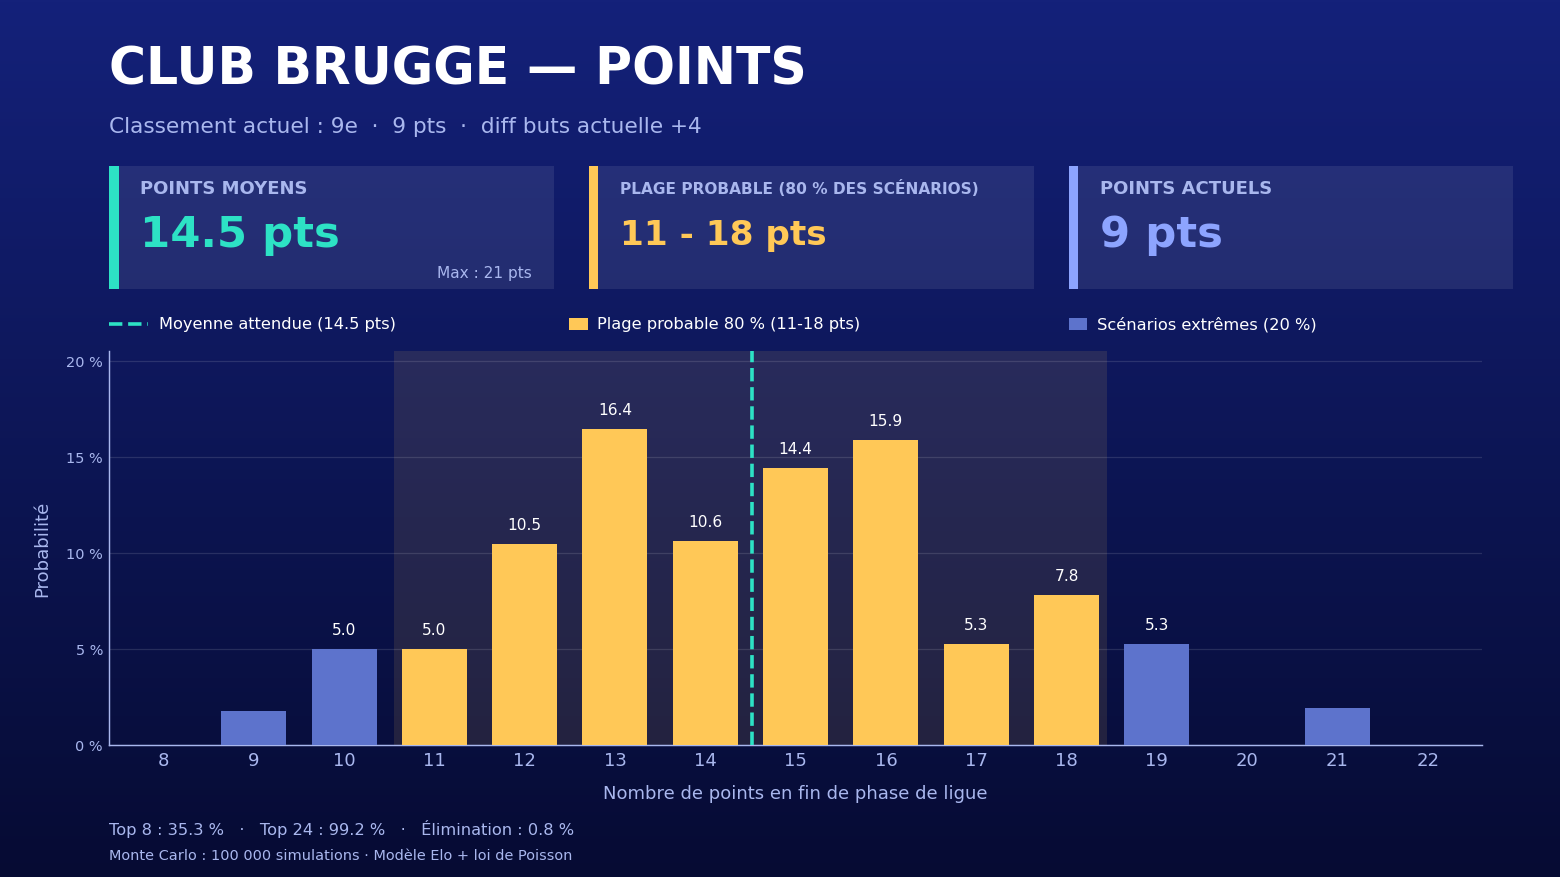 CLUB BRUGGE — POINTS
Classement actuel : 9e · 9 pts · diff buts actuelle +4
POINTS MOYENS
14.5 pts
Max : 21 pts
PLAGE PROBABLE (80 % DES SCÉNARIOS)
11 - 18 pts
POINTS ACTUELS
9 pts
Moyenne attendue (14.5 pts)
Plage probable 80 % (11-18 pts)
Scénarios extrêmes (20 %)
Probabilité
20 %
15 %
10 %
5 %
0 %
5.0
5.0
10.5
16.4
10.6
14.4
15.9
5.3
7.8
5.3
8 9 10 11 12 13 14 15 16 17 18 19 20 21 22
Nombre de points en fin de phase de ligue
Top 8 : 35.3 % · Top 24 : 99.2 % · Élimination : 0.8 %
Monte Carlo : 100 000 simulations · Modèle Elo + loi de Poisson